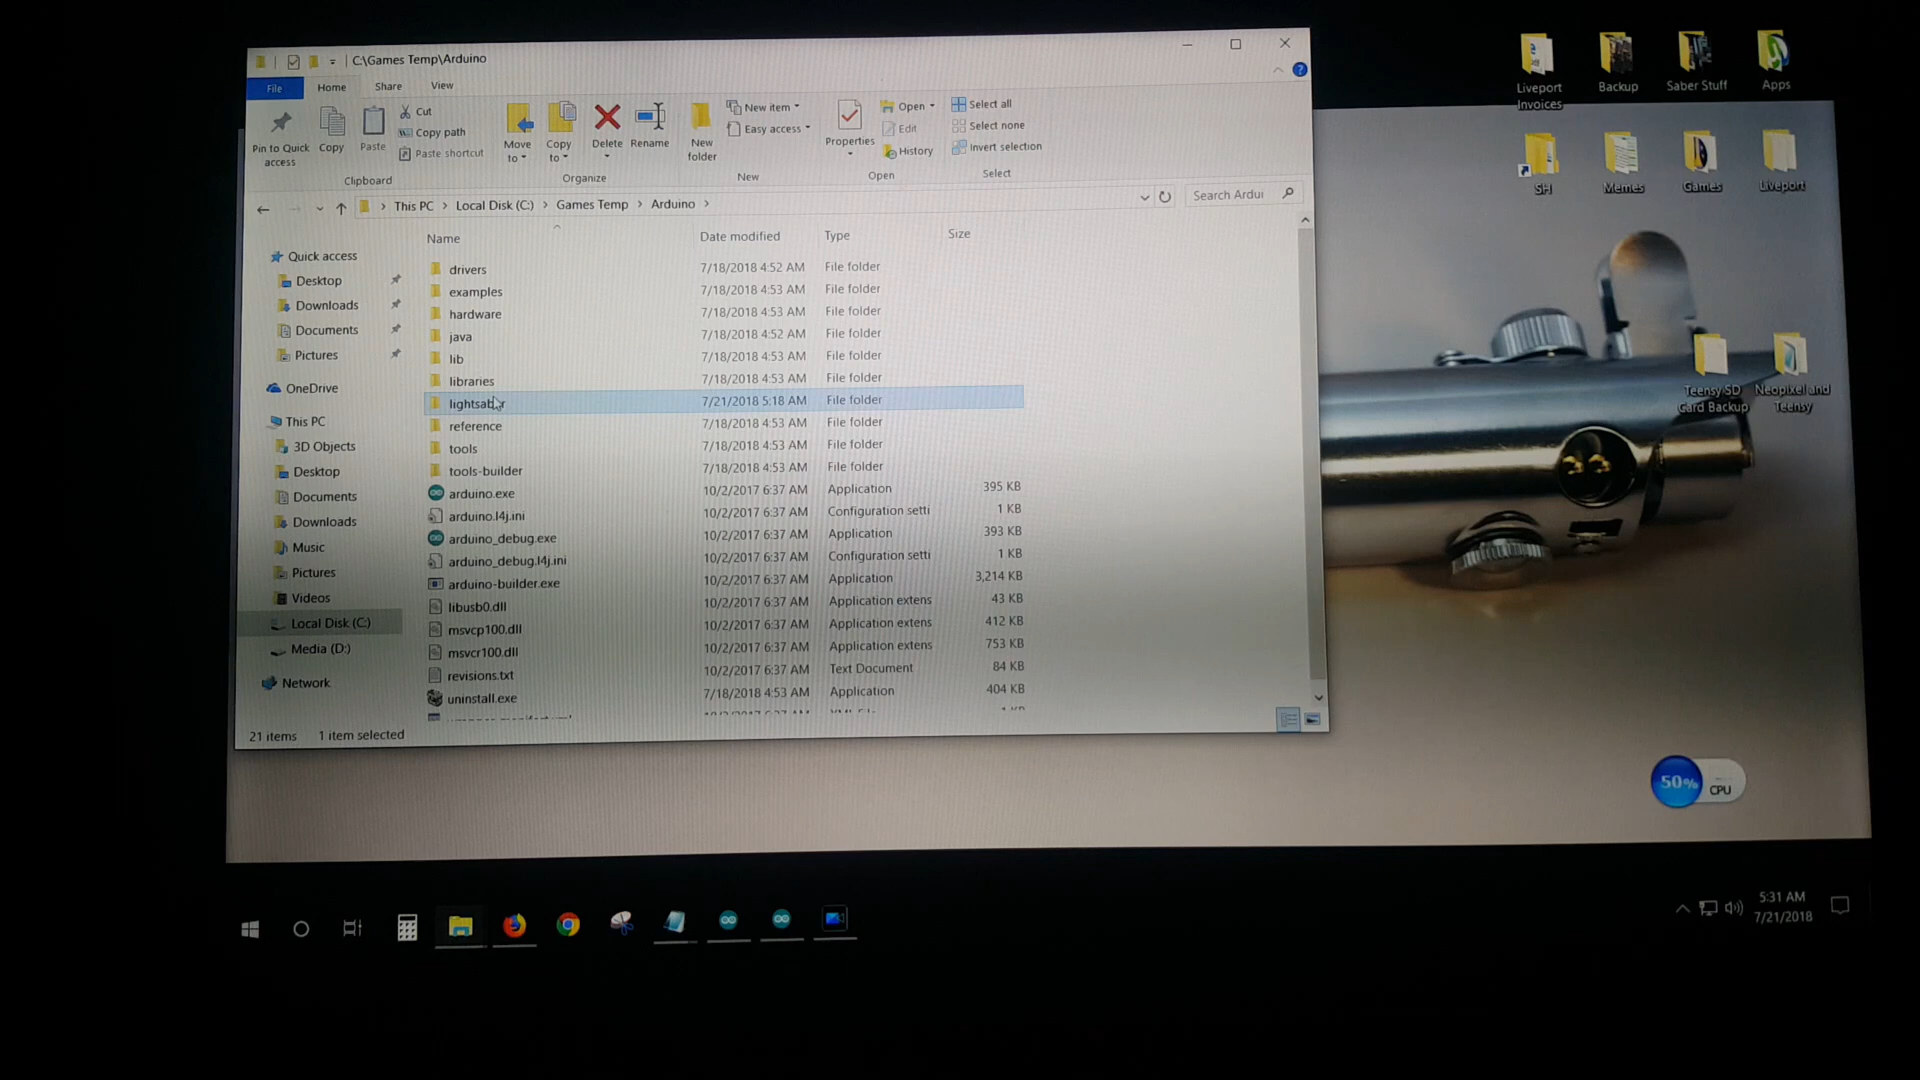 C:\Games Temp\Arduino
File Home Share View
Pin to Quick access
Copy
Paste
Cut
Copy path
Paste shortcut
Clipboard
Move to
Copy to
Delete
Rename
Organize
New folder
New item
Easy access
New
Properties
Open
Edit
History
Open
Select all
Select none
Invert selection
Select
This PC > Local Disk (C:) > Games Temp > Arduino >
Search Ardui
Name Date modified Type Size
drivers 7/18/2018 4:52 AM File folder
examples 7/18/2018 4:53 AM File folder
hardware 7/18/2018 4:53 AM File folder
java 7/18/2018 4:52 AM File folder
lib 7/18/2018 4:53 AM File folder
libraries 7/18/2018 4:53 AM File folder
lightsaber 7/21/2018 5:18 AM File folder
reference 7/18/2018 4:53 AM File folder
tools 7/18/2018 4:53 AM File folder
tools-builder 7/18/2018 4:53 AM File folder
arduino.exe 10/2/2017 6:37 AM Application 395 KB
arduino.l4j.ini 10/2/2017 6:37 AM Configuration setti 1 KB
arduino_debug.exe 10/2/2017 6:37 AM Application 393 KB
arduino_debug.l4j.ini 10/2/2017 6:37 AM Configuration setti 1 KB
arduino-builder.exe 10/2/2017 6:37 AM Application 3,214 KB
libusb0.dll 10/2/2017 6:37 AM Application extens 43 KB
msvcp100.dll 10/2/2017 6:37 AM Application extens 412 KB
msvcr100.dll 10/2/2017 6:37 AM Application extens 753 KB
revisions.txt 10/2/2017 6:37 AM Text Document 84 KB
uninstall.exe 7/18/2018 4:53 AM Application 404 KB
Quick access
Desktop
Downloads
Documents
Pictures
OneDrive
This PC
3D Objects
Desktop
Documents
Downloads
Music
Pictures
Videos
Local Disk (C:)
Media (D:)
Network
21 items 1 item selected
Liveport Invoices
Backup
Saber Stuff
Apps
SH
Memes
Games
Liveport
Teensy SD Card Backup
Neopixel and Teensy
50% CPU
5:31 AM
7/21/2018